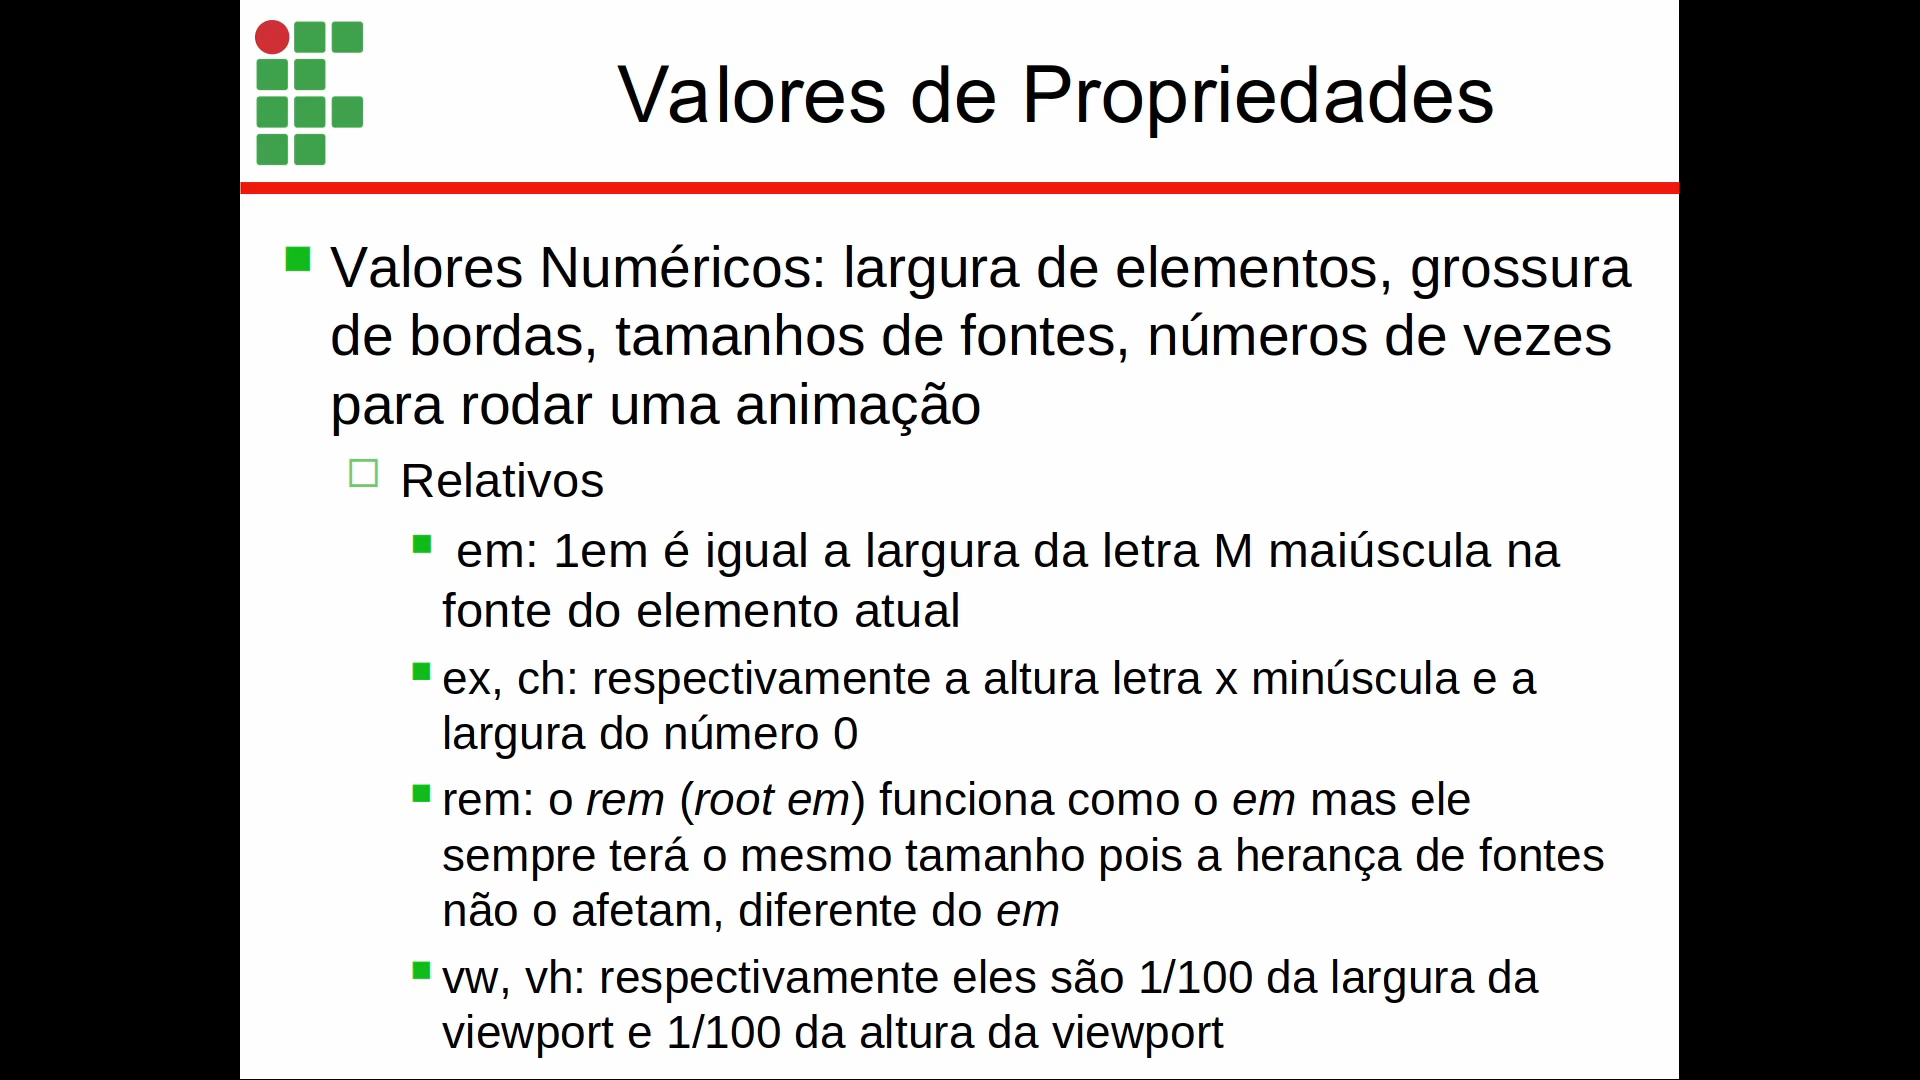 Valores de Propriedades
Valores Numéricos: largura de elementos, grossura
de bordas, tamanhos de fontes, números de vezes
para rodar uma animação
Relativos
em: 1em é igual a largura da letra M maiúscula na
fonte do elemento atual
ex, ch: respectivamente a altura letra x minúscula e a
largura do número 0
rem: o rem (root em) funciona como o em mas ele
sempre terá o mesmo tamanho pois a herança de fontes
não o afetam, diferente do em
vw, vh: respectivamente eles são 1/100 da largura da
viewport e 1/100 da altura da viewport